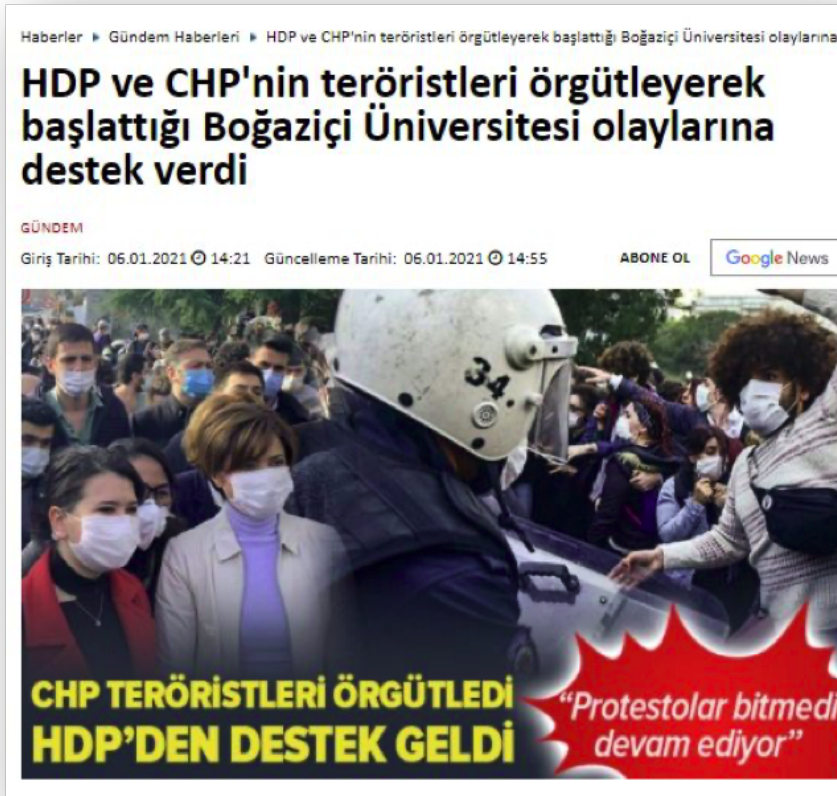 Haberler ▸ Gündem Haberleri ▸ HDP ve CHP'nin teröristleri örgütleyerek başlattığı Boğaziçi Üniversitesi olaylarına
HDP ve CHP'nin teröristleri örgütleyerek
başlattığı Boğaziçi Üniversitesi olaylarına
destek verdi
GÜNDEM
Giriş Tarihi: 06.01.2021 14:21 Güncelleme Tarihi: 06.01.2021 14:55 ABONE OL Google News
34
CHP TERÖRİSTLERİ ÖRGÜTLEDİ
HDP'DEN DESTEK GELDİ
“Protestolar bitmedi
devam ediyor”